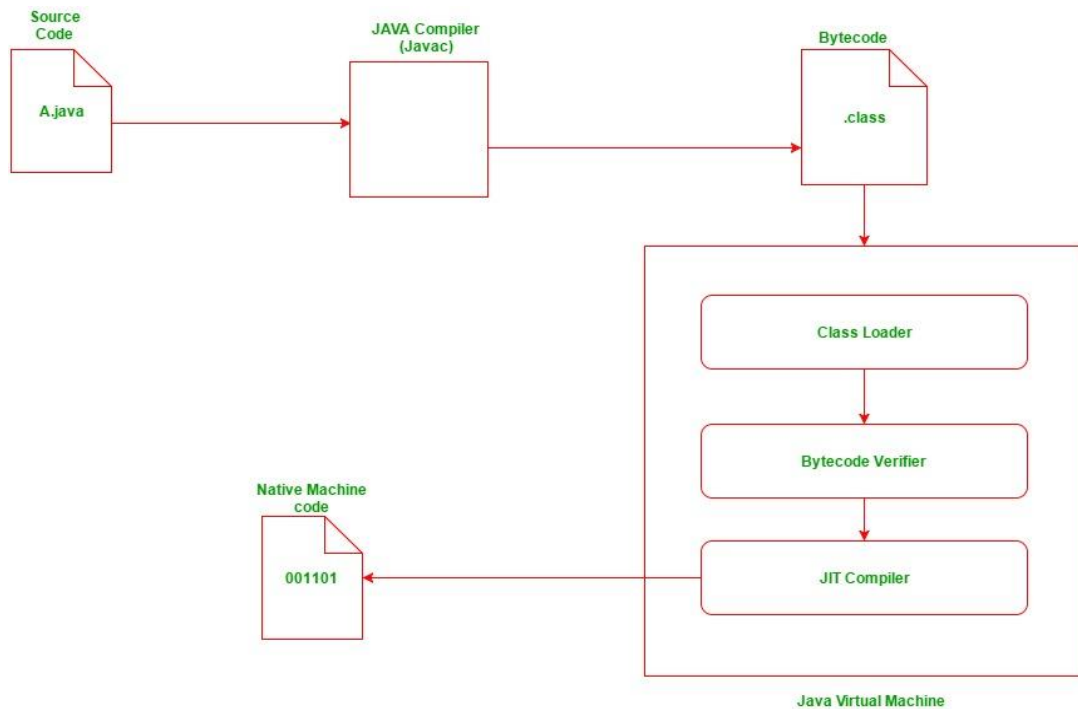 Source
Code
A.java
JAVA Compiler
(Javac)
Bytecode
.class
Class Loader
Bytecode Verifier
JIT Compiler
Native Machine
code
001101
Java Virtual Machine